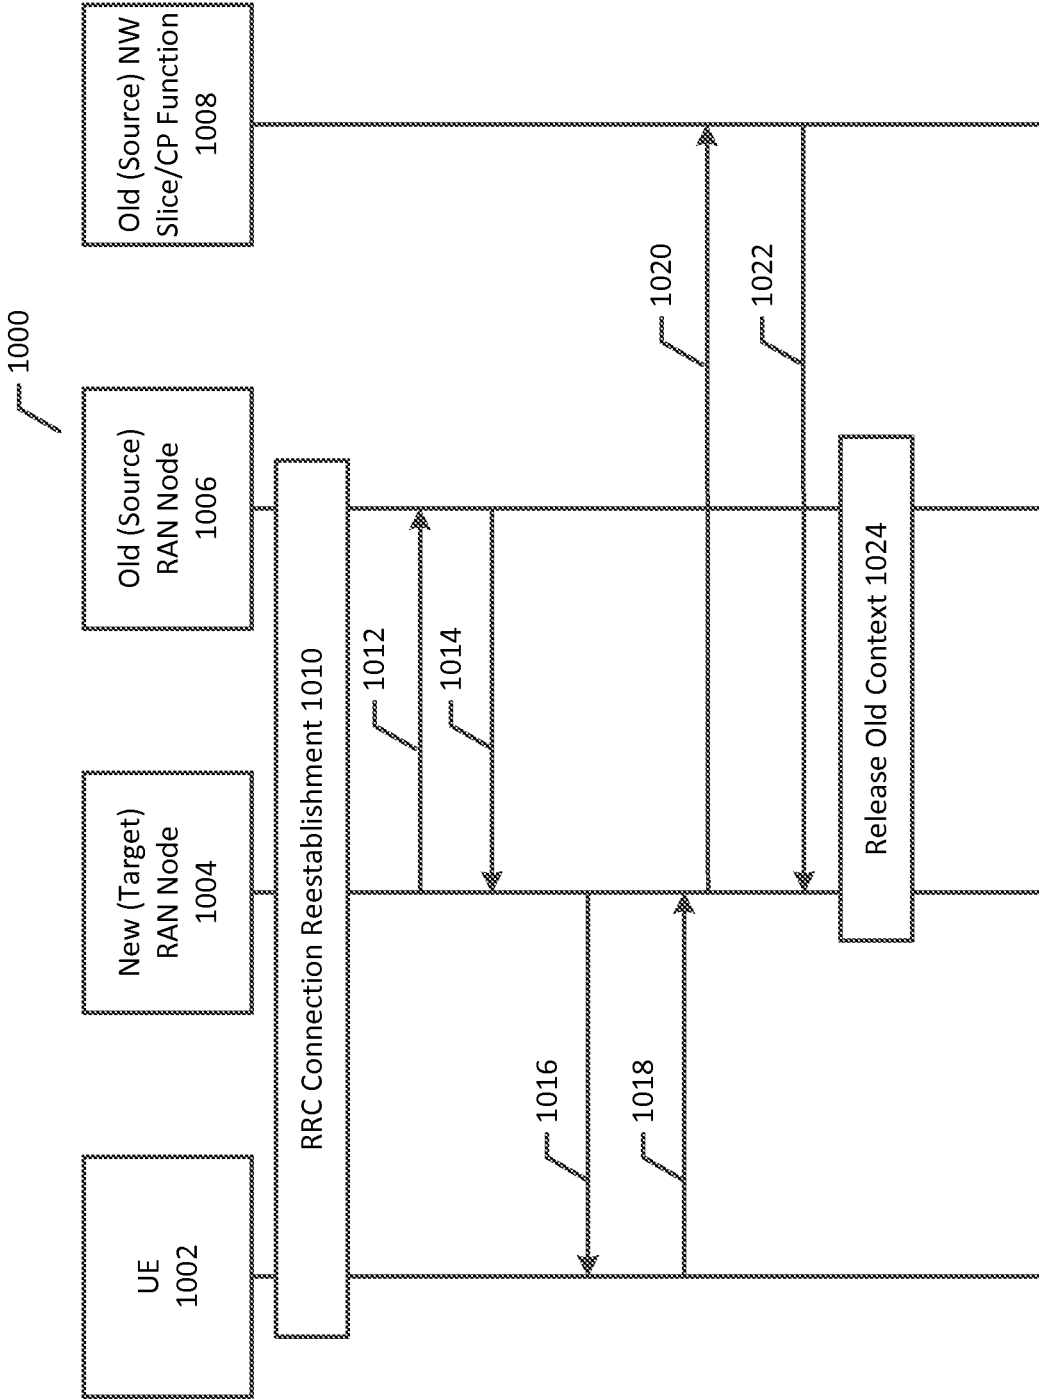 1000
UE
1002
New (Target)
RAN Node
1004
Old (Source)
RAN Node
1006
Old (Source) NW
Slice/CP Function
1008
RRC Connection Reestablishment 1010
1012
1014
1016
1018
1020
1022
Release Old Context 1024